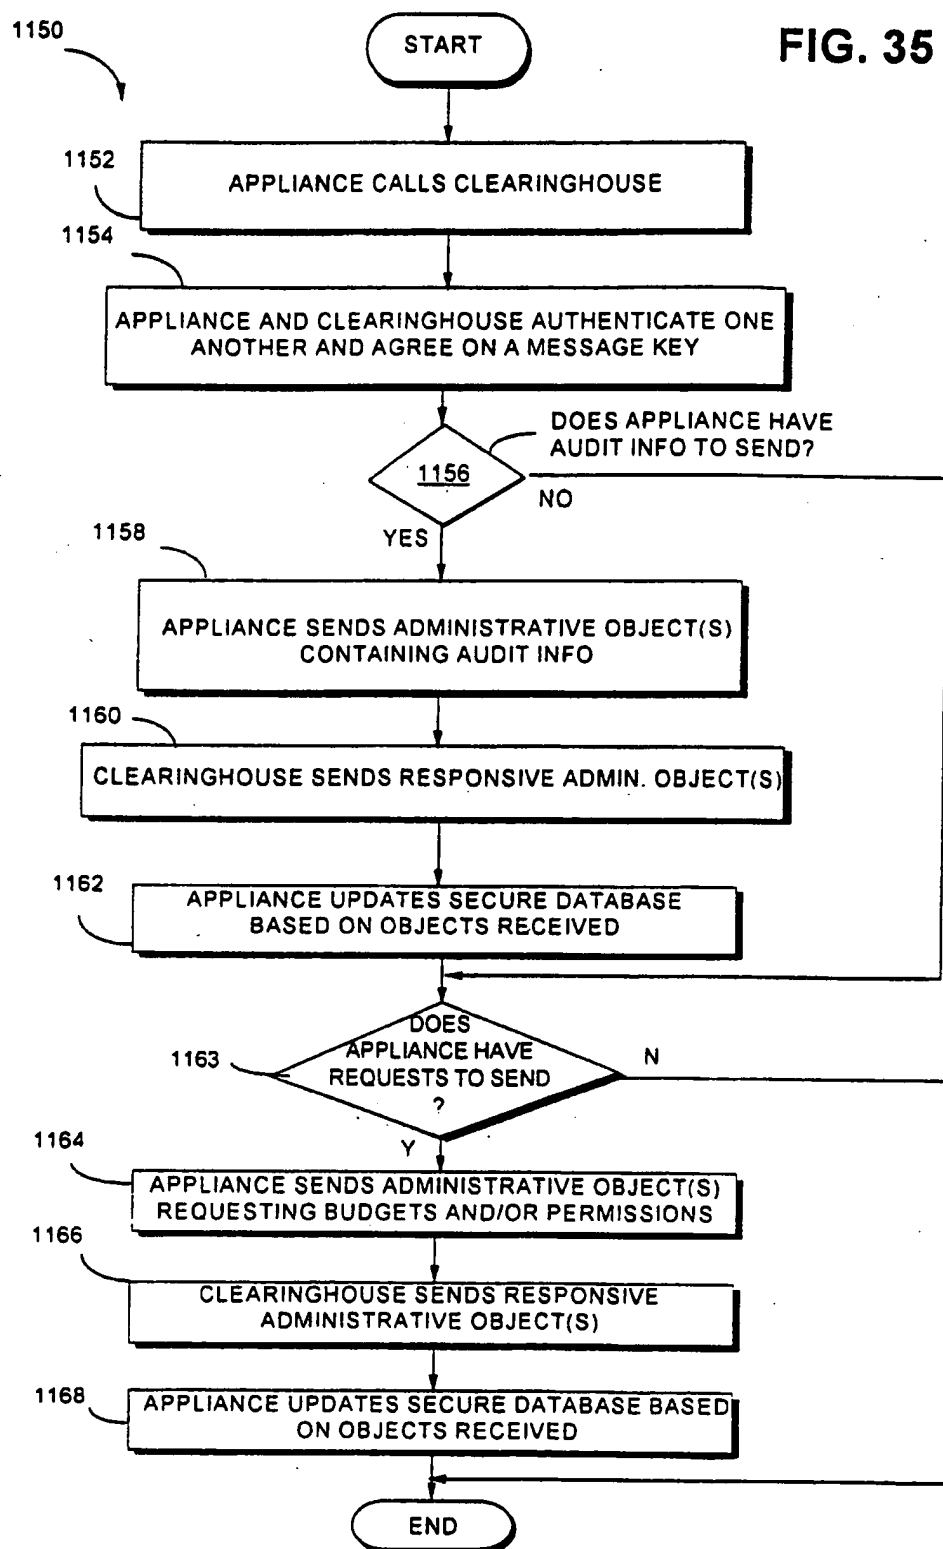 1150
START
FIG. 35
1152
APPLIANCE CALLS CLEARINGHOUSE
1154
APPLIANCE AND CLEARINGHOUSE AUTHENTICATE ONE
ANOTHER AND AGREE ON A MESSAGE KEY
DOES APPLIANCE HAVE
AUDIT INFO TO SEND?
1156
NO
YES
1158
APPLIANCE SENDS ADMINISTRATIVE OBJECT(S)
CONTAINING AUDIT INFO
1160
CLEARINGHOUSE SENDS RESPONSIVE ADMIN. OBJECT(S)
1162
APPLIANCE UPDATES SECURE DATABASE
BASED ON OBJECTS RECEIVED
1163
DOES
APPLIANCE HAVE
REQUESTS TO SEND
?
N
Y
1164
APPLIANCE SENDS ADMINISTRATIVE OBJECT(S)
REQUESTING BUDGETS AND/OR PERMISSIONS
1166
CLEARINGHOUSE SENDS RESPONSIVE
ADMINISTRATIVE OBJECT(S)
1168
APPLIANCE UPDATES SECURE DATABASE BASED
ON OBJECTS RECEIVED
END